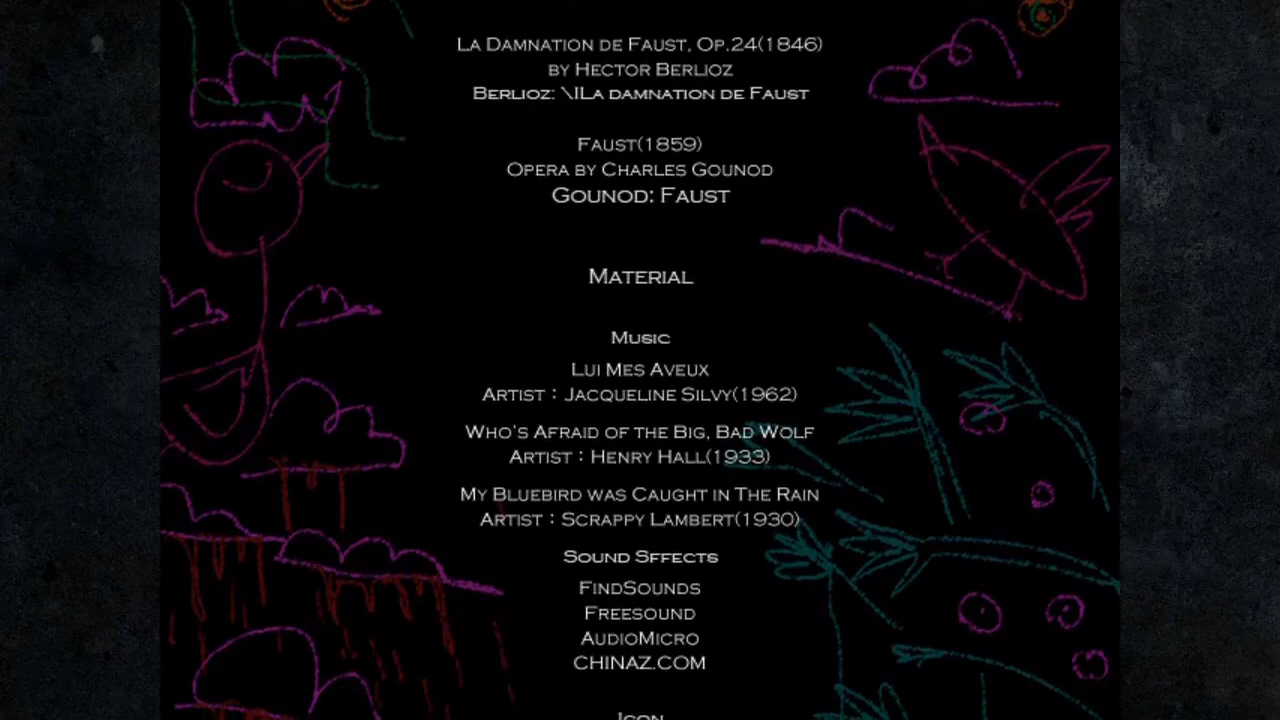 La Damnation de Faust, Op.24(1846)
by Hector Berlioz
Berlioz: \ILa damnation de Faust
Faust(1859)
Opera by Charles Gounod
Gounod: Faust
Material
Music
Lui Mes Aveux
Artist : Jacqueline Silvy(1962)
Who's Afraid of the Big, Bad Wolf
Artist : Henry Hall(1933)
My Bluebird was Caught in The Rain
Artist : Scrappy Lambert(1930)
Sound Sffects
FindSounds
Freesound
AudioMicro
CHINAZ.COM
Icon